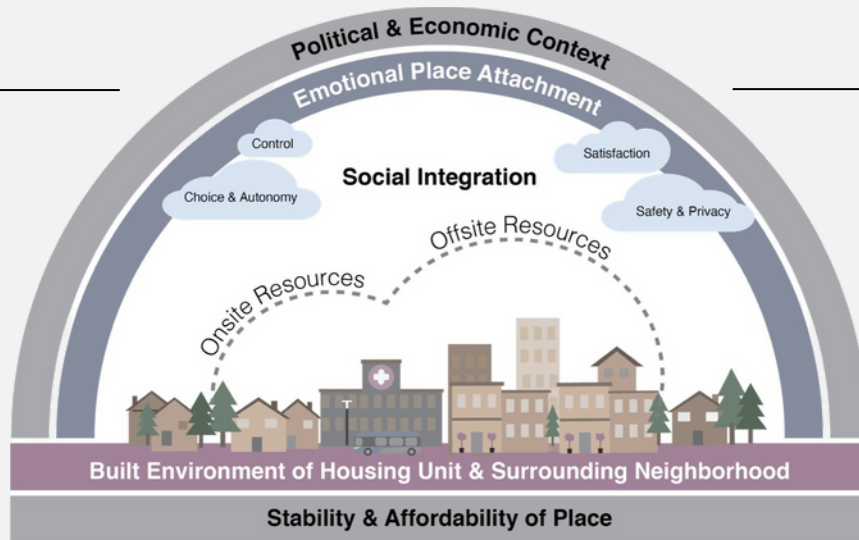 Political & Economic Context
Emotional Place Attachment
Control
Satisfaction
Social Integration
Choice & Autonomy
Safety & Privacy
Offsite Resources
Onsite Resources
Built Environment of Housing Unit & Surrounding Neighborhood
Stability & Affordability of Place